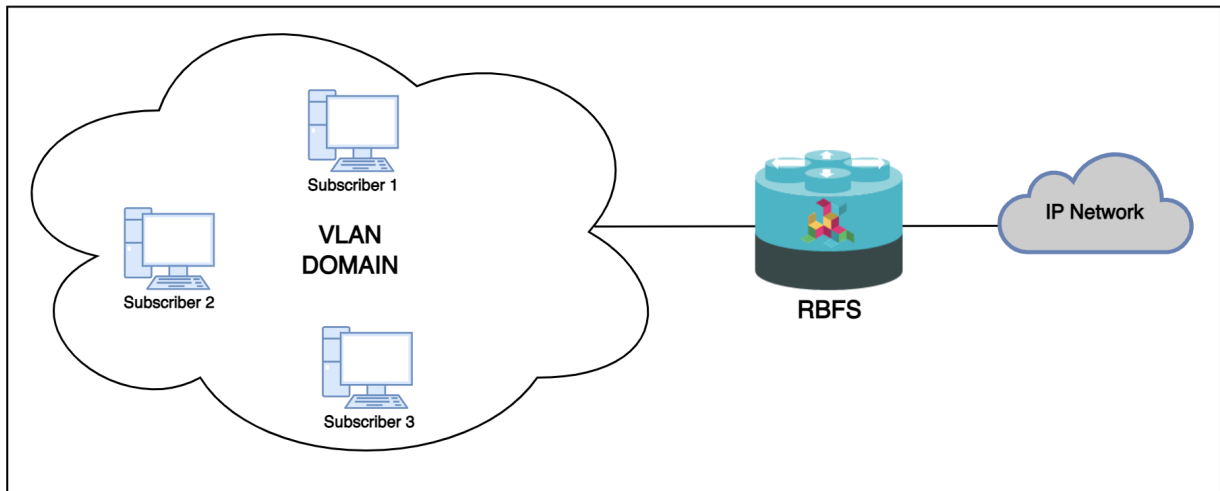 Subscriber 1
VLAN
DOMAIN
Subscriber 2
Subscriber 3
RBFS
IP Network